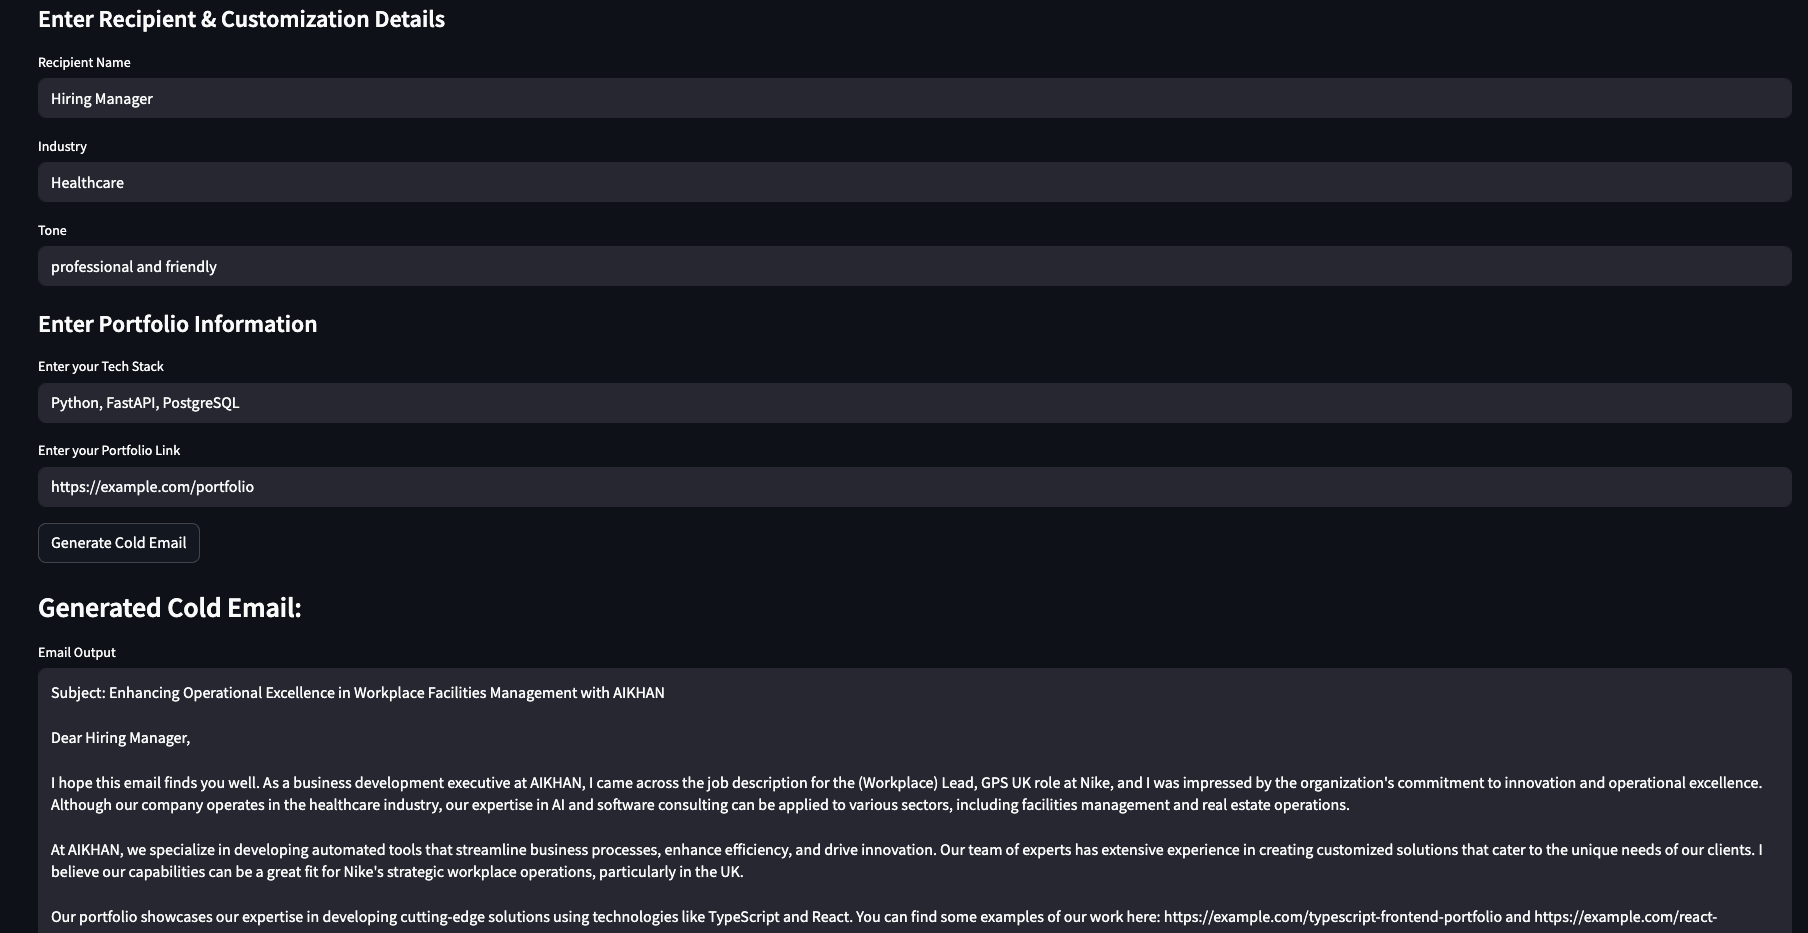 Enter Recipient & Customization Details
Recipient Name
Hiring Manager
Industry
Healthcare
Tone
professional and friendly
Enter Portfolio Information
Enter your Tech Stack
Python, FastAPI, PostgreSQL
Enter your Portfolio Link
https://example.com/portfolio
Generate Cold Email
Generated Cold Email:
Email Output
Subject: Enhancing Operational Excellence in Workplace Facilities Management with AIKHAN
Dear Hiring Manager,
I hope this email finds you well. As a business development executive at AIKHAN, I came across the job description for the (Workplace) Lead, GPS UK role at Nike, and I was impressed by the organization's commitment to innovation and operational excellence.
Although our company operates in the healthcare industry, our expertise in AI and software consulting can be applied to various sectors, including facilities management and real estate operations.
At AIKHAN, we specialize in developing automated tools that streamline business processes, enhance efficiency, and drive innovation. Our team of experts has extensive experience in creating customized solutions that cater to the unique needs of our clients. I
believe our capabilities can be a great fit for Nike's strategic workplace operations, particularly in the UK.
Our portfolio showcases our expertise in developing cutting-edge solutions using technologies like TypeScript and React. You can find some examples of our work here: https://example.com/typescript-frontend-portfolio and https://example.com/react-